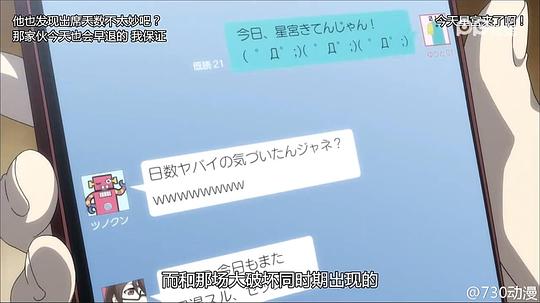 他也发现出席天数不太妙吧？
那家伙今天也会早退的 我保证
今天星宫来了啊！
今日、星宮きてんじゃん！
( ﾟДﾟ;)( ﾟДﾟ;)( ﾟДﾟ;)
既読21
日数ヤバイの気づいたんジャネ？
wwwwwwwww
ツノクン
今日もまた
而和那场大破坏同时期出现的
@730动漫